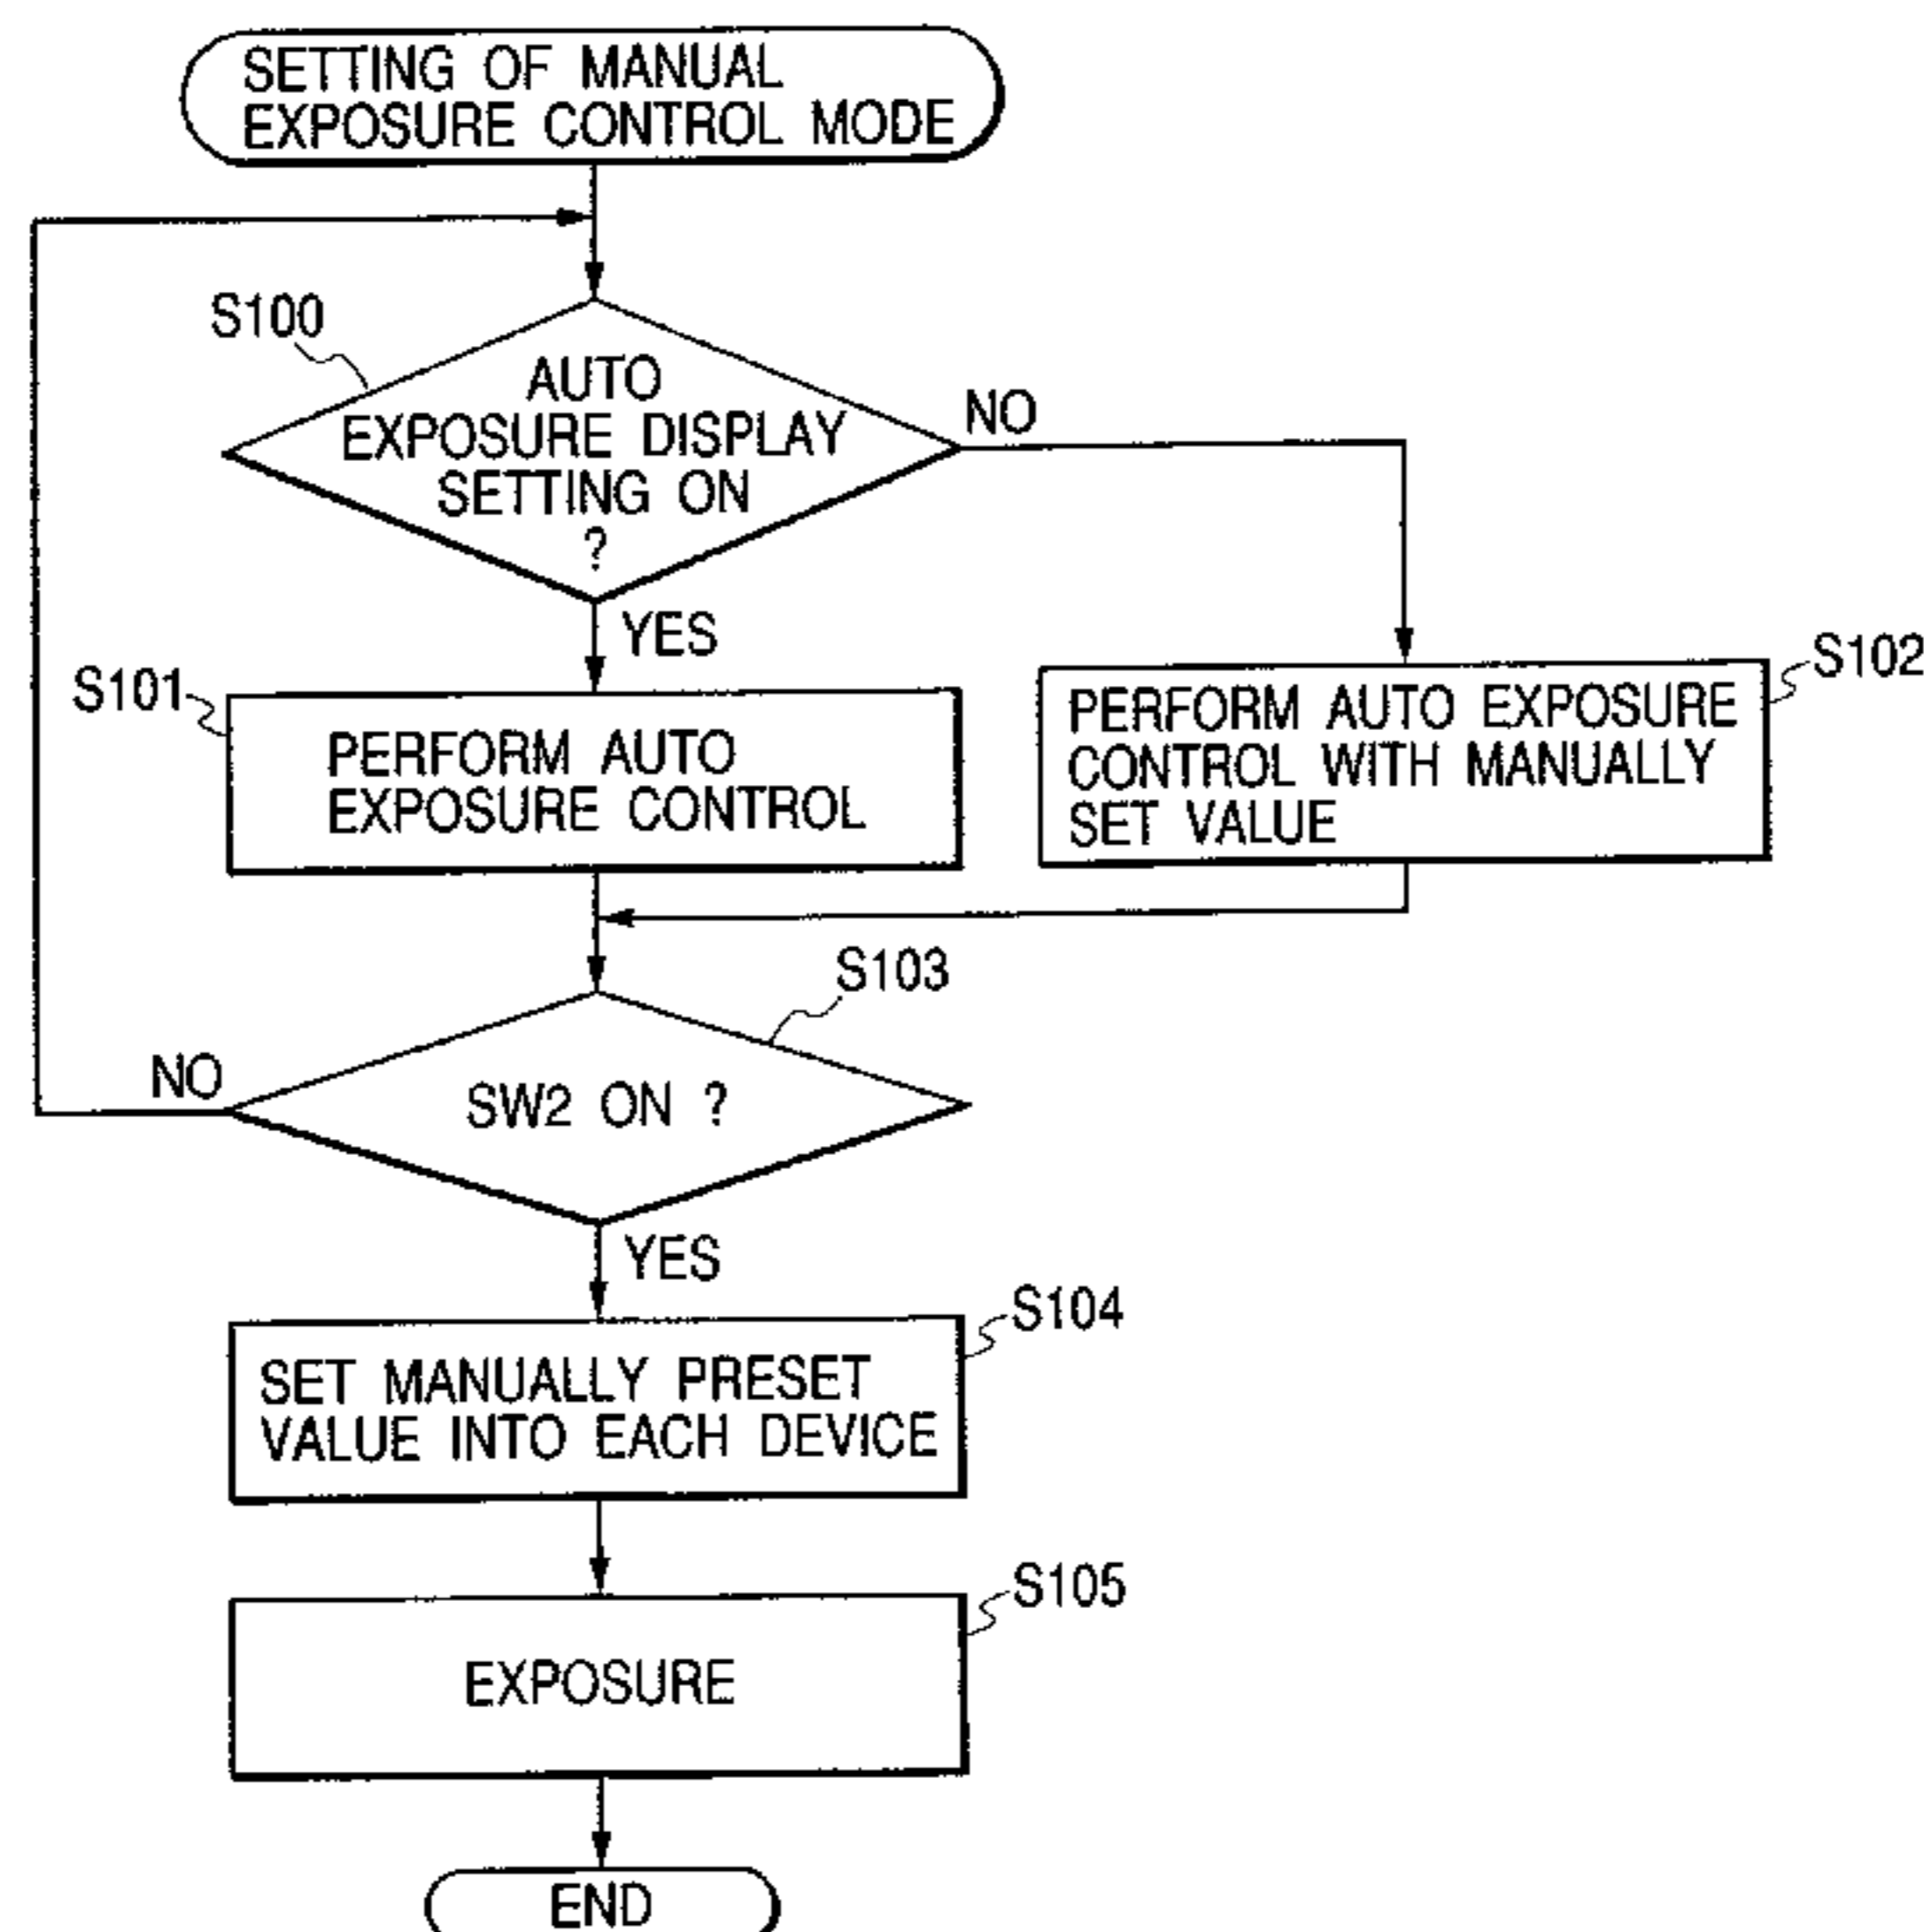 SETTING OF MANUAL
EXPOSURE CONTROL MODE
S100
AUTO
EXPOSURE DISPLAY
SETTING ON
?
NO
YES
S101
PERFORM AUTO
EXPOSURE CONTROL
S102
PERFORM AUTO EXPOSURE
CONTROL WITH MANUALLY
SET VALUE
S103
SW2 ON ?
NO
YES
S104
SET MANUALLY PRESET
VALUE INTO EACH DEVICE
S105
EXPOSURE
END